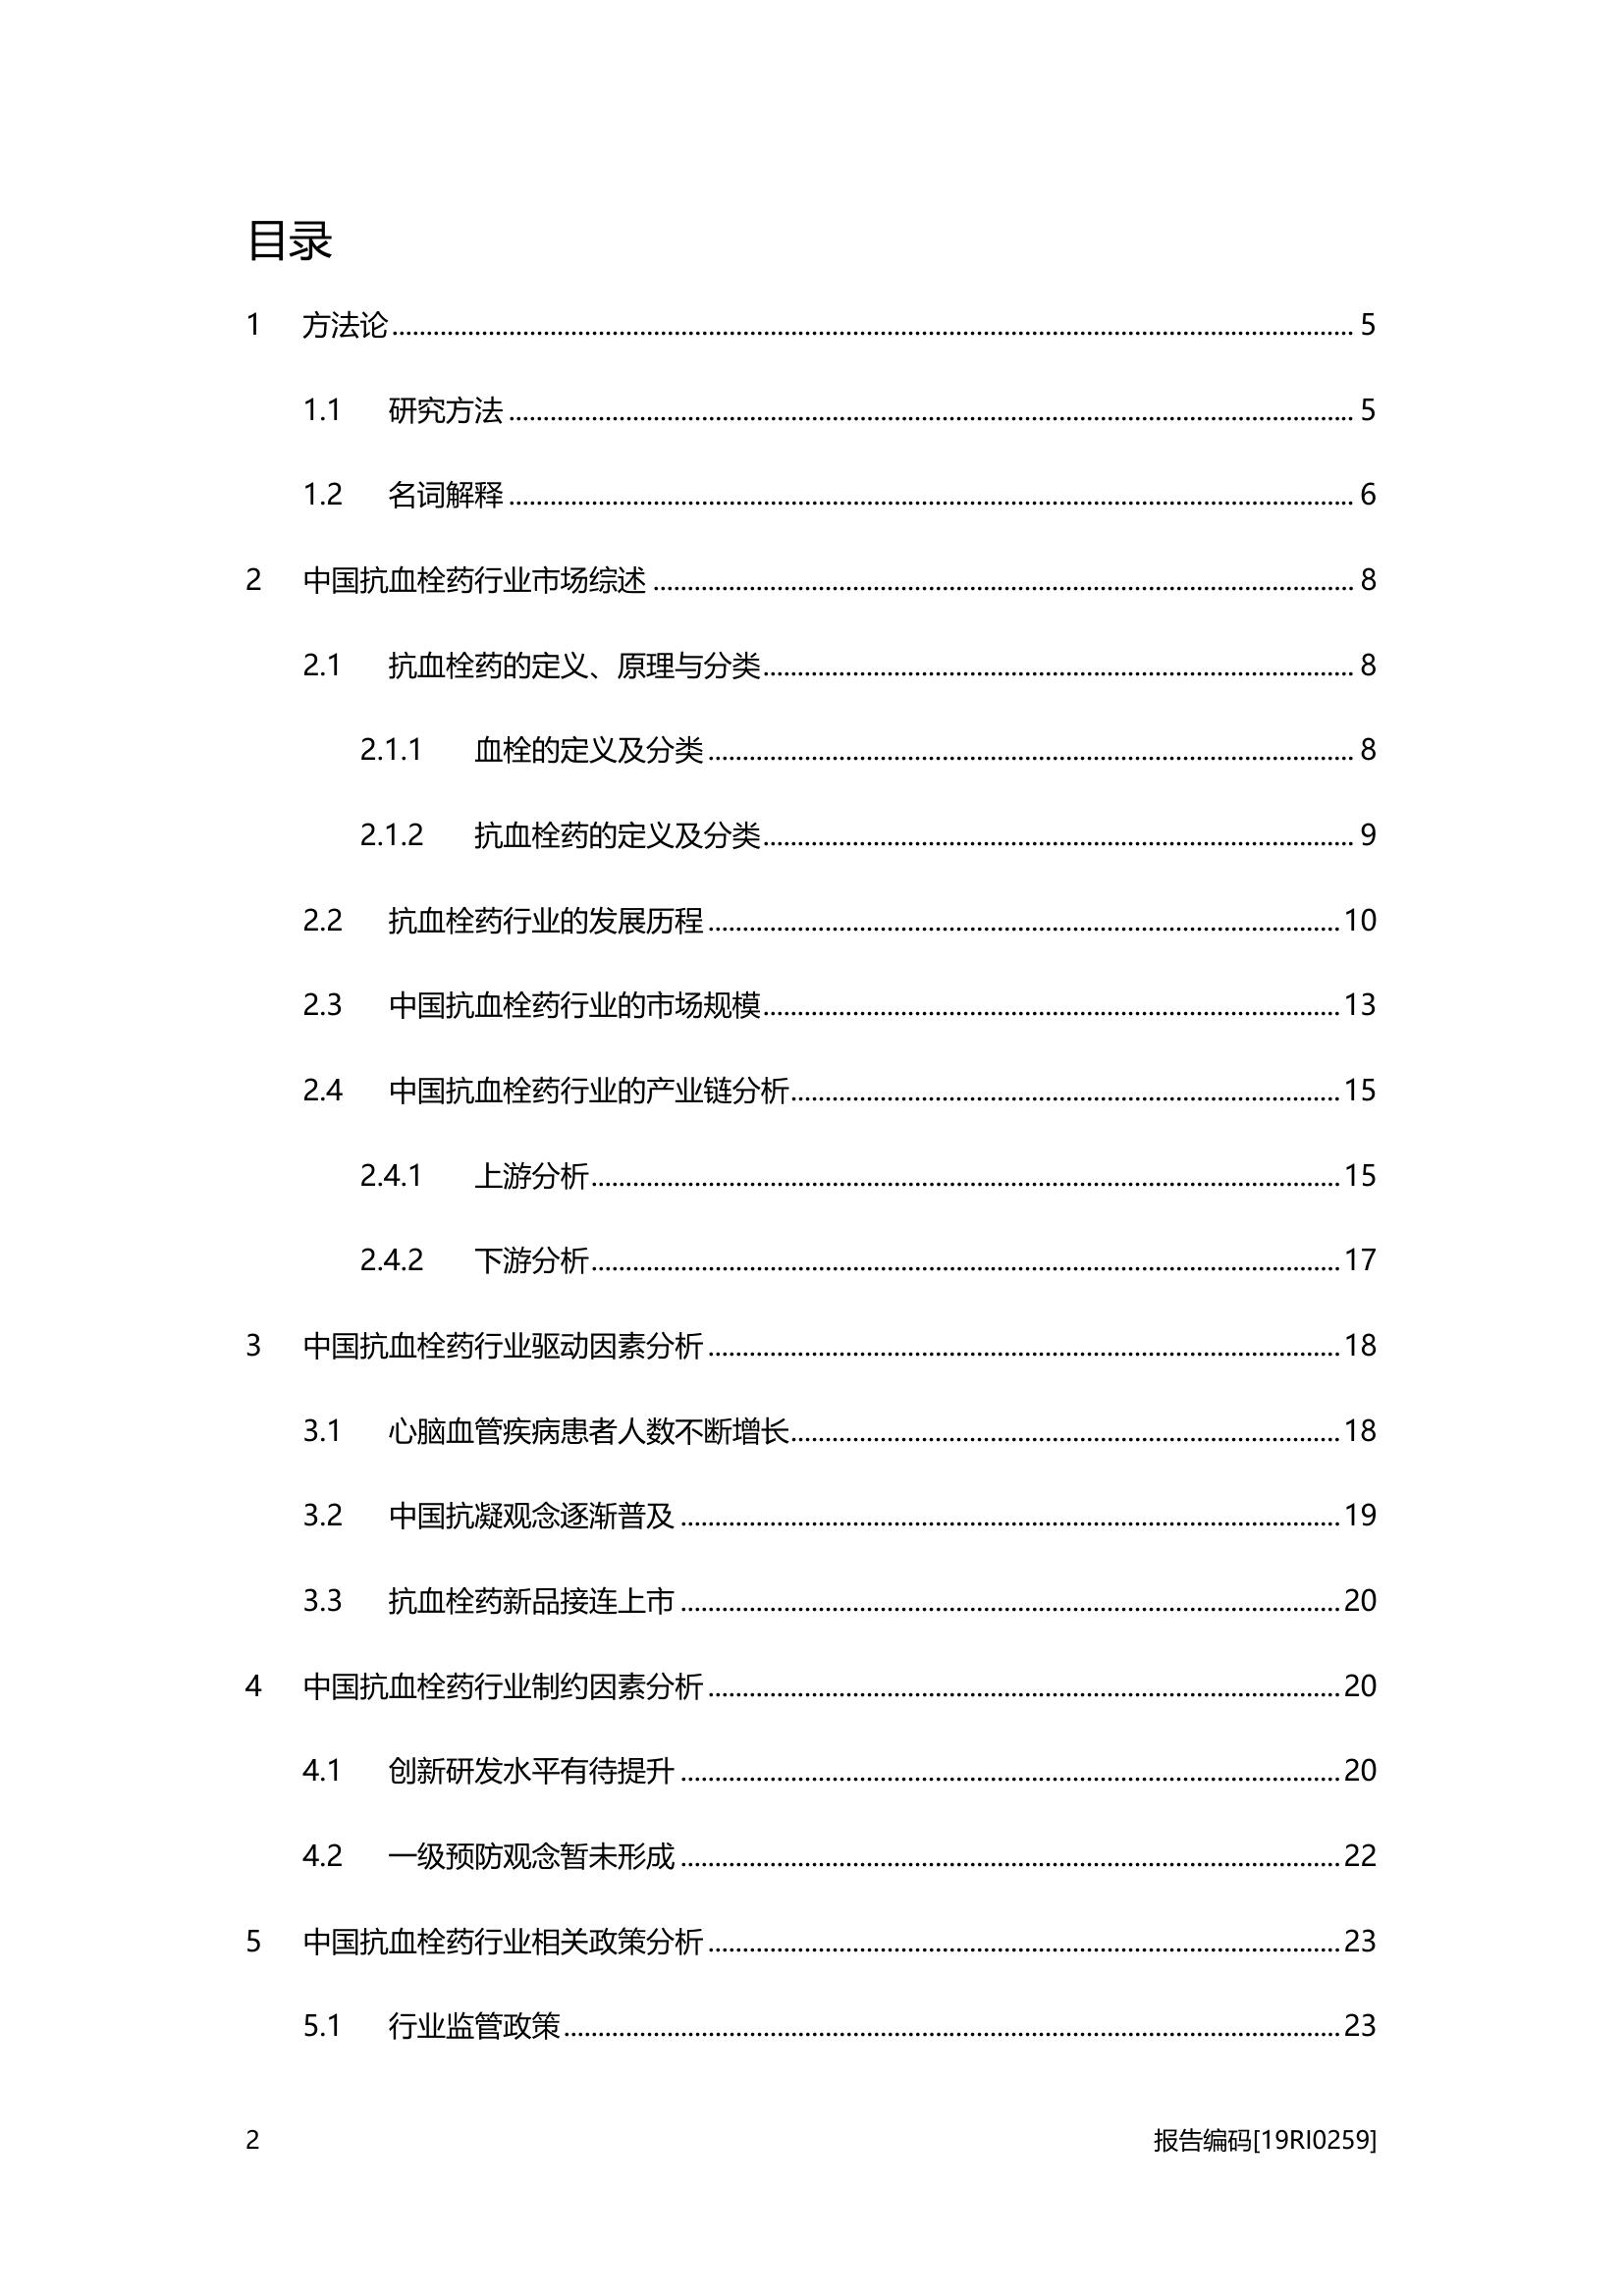 目录
1 方法论 5
1.1 研究方法 5
1.2 名词解释 6
2 中国抗血栓药行业市场综述 8
2.1 抗血栓药的定义、原理与分类 8
2.1.1 血栓的定义及分类 8
2.1.2 抗血栓药的定义及分类 9
2.2 抗血栓药行业的发展历程 10
2.3 中国抗血栓药行业的市场规模 13
2.4 中国抗血栓药行业的产业链分析 15
2.4.1 上游分析 15
2.4.2 下游分析 17
3 中国抗血栓药行业驱动因素分析 18
3.1 心脑血管疾病患者人数不断增长 18
3.2 中国抗凝观念逐渐普及 19
3.3 抗血栓药新品接连上市 20
4 中国抗血栓药行业制约因素分析 20
4.1 创新研发水平有待提升 20
4.2 一级预防观念暂未形成 22
5 中国抗血栓药行业相关政策分析 23
5.1 行业监管政策 23
2 报告编码[19RI0259]